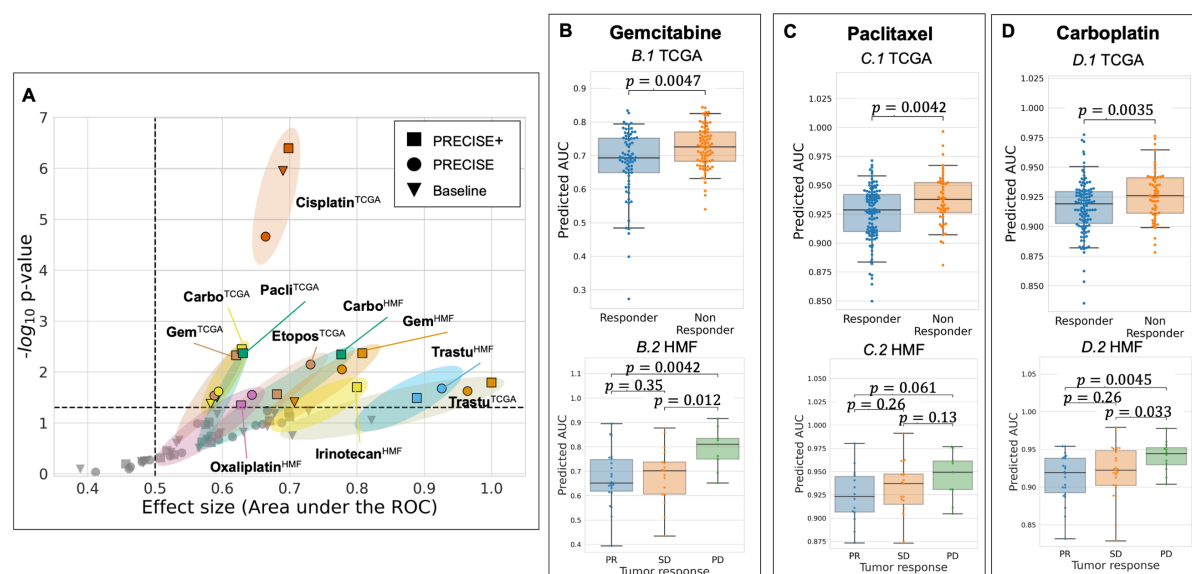 A
7
6
5
4
3
2
1
0
-log10 p-value
0.4 0.5 0.6 0.7 0.8 0.9 1.0
Effect size (Area under the ROC)
PRECISE+
PRECISE
Baseline
Cisplatin TCGA
Carbo TCGA
Pacli TCGA
Gem TCGA
Etopos TCGA
Carbo HMF
Gem HMF
Trastu HMF
Trastu TCGA
Irinotecan HMF
Oxaliplatin HMF
B
Gemcitabine
B.1 TCGA
p = 0.0047
0.9
0.8
0.7
0.6
0.5
0.4
0.3
Predicted AUC
Responder
Non
Responder
B.2 HMF
p = 0.0042
p = 0.35
p = 0.012
1.0
0.9
0.8
0.7
0.6
0.5
0.4
Predicted AUC
PR SD PD
Tumor response
C
Paclitaxel
C.1 TCGA
p = 0.0042
1.025
1.000
0.975
0.950
0.925
0.900
0.875
0.850
Predicted AUC
Responder
Non
Responder
C.2 HMF
p = 0.061
p = 0.26
p = 0.13
1.050
1.025
1.000
0.975
0.950
0.925
0.900
0.875
Predicted AUC
PR SD PD
Tumor response
D
Carboplatin
D.1 TCGA
p = 0.0035
1.025
1.000
0.975
0.950
0.925
0.900
0.875
0.850
Predicted AUC
Responder
Non
Responder
D.2 HMF
p = 0.0045
p = 0.26
p = 0.033
1.05
1.00
0.95
0.90
0.85
Predicted AUC
PR SD PD
Tumor response